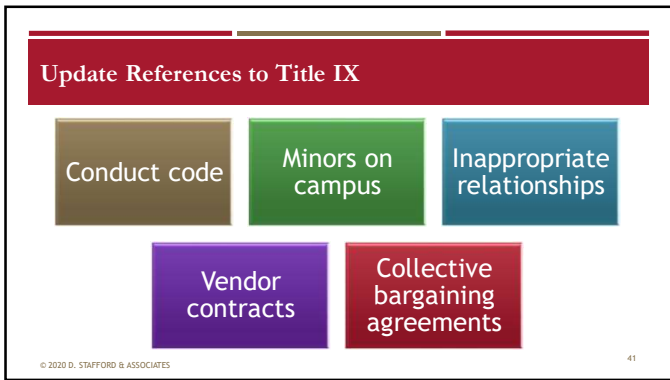 Update References to Title IX
Conduct code
Minors on
campus
Inappropriate
relationships
Vendor
contracts
Collective
bargaining
agreements
© 2020 D. STAFFORD & ASSOCIATES
41